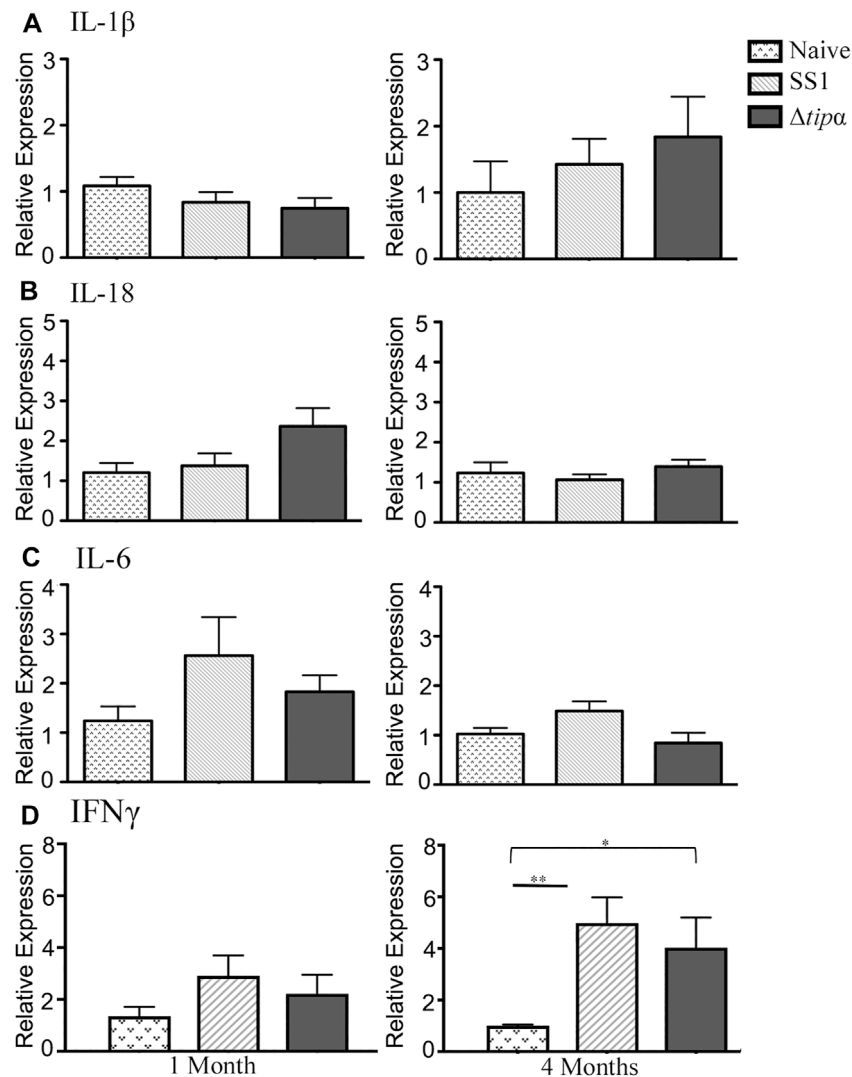 A IL-1β
Relative Expression
3
2
1
0
Relative Expression
3
2
1
0
Naive
SS1
Δtipα
B IL-18
Relative Expression
5
4
3
2
1
0
Relative Expression
5
4
3
2
1
0
C IL-6
Relative Expression
4
3
2
1
0
Relative Expression
4
3
2
1
0
D IFNγ
Relative Expression
8
6
4
2
0
1 Month
Relative Expression
8
6
4
2
0
*
**
4 Months